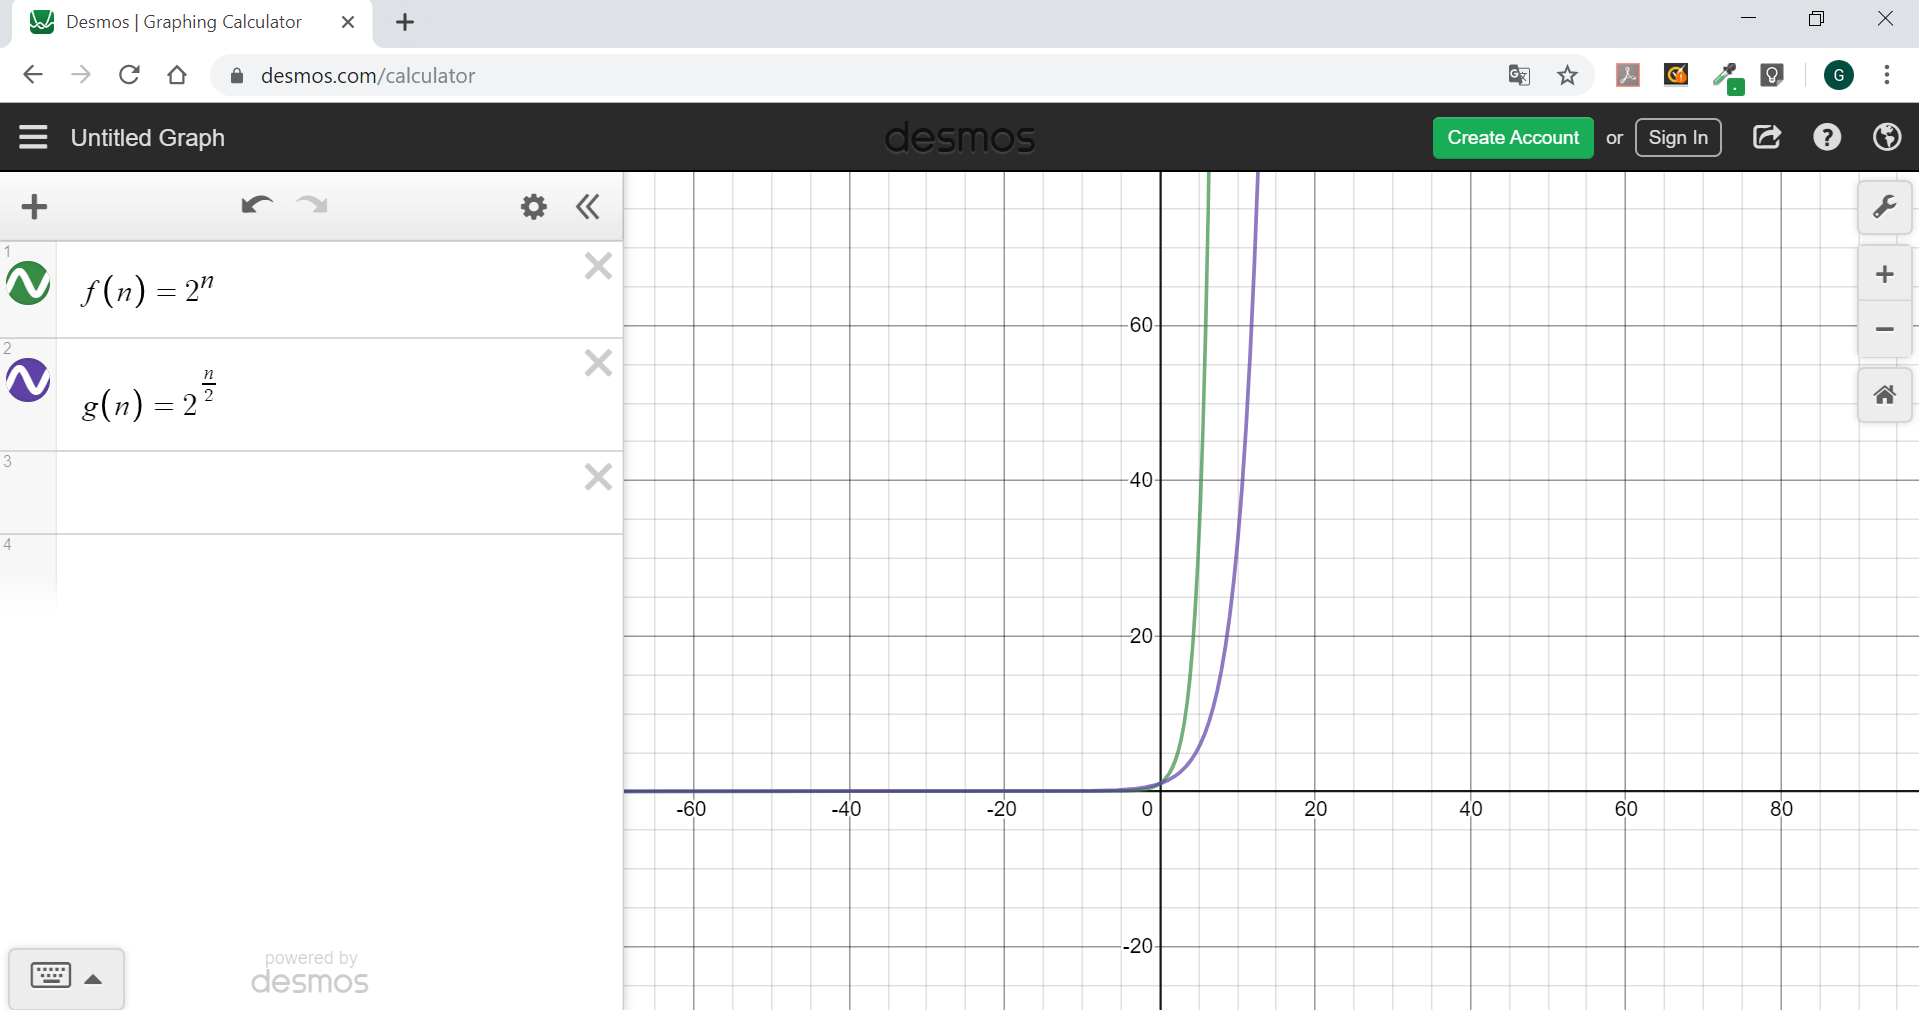 Desmos | Graphing Calculator
desmos.com/calculator
G
Untitled Graph
desmos
Create Account or Sign In
1
f(n) = 2^n
2
g(n) = 2^(n/2)
3
4
60
40
20
-60 -40 -20 0 20 40 60 80
-20
powered by
desmos